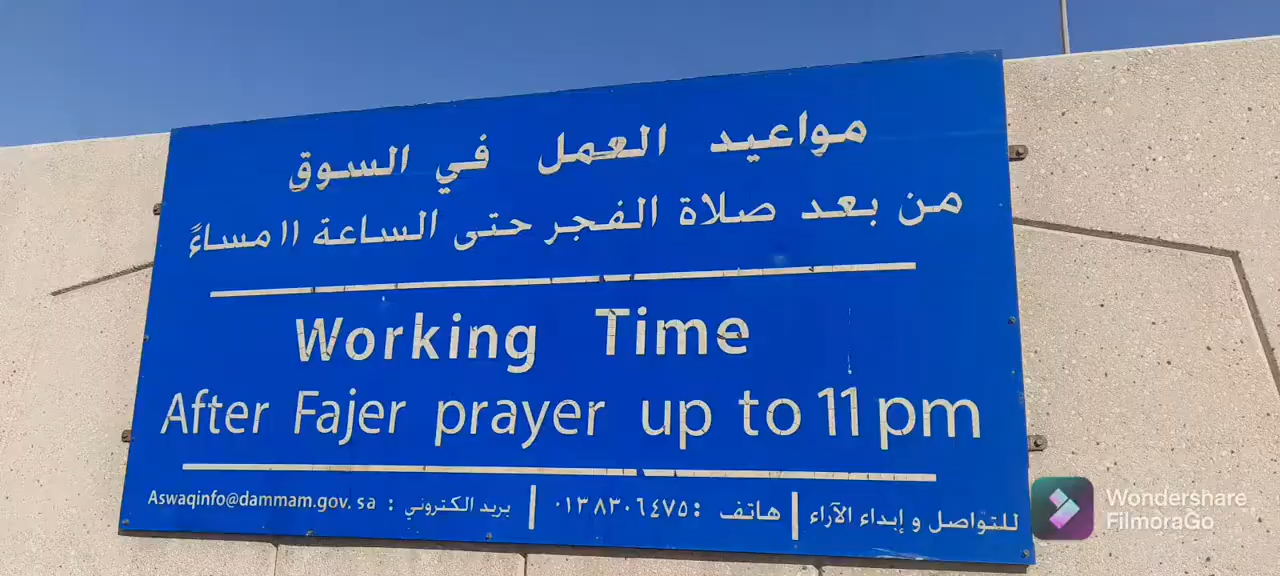 مواعيد العمل في السوق
من بعد صلاة الفجر حتى الساعة ١١ مساءً
Working Time
After Fajer prayer up to 11 pm
للتواصل و إبداء الآراء | هاتف : ٠١٣٨٣٠٦٤٧٥ | بريد الكتروني : Aswaqinfo@dammam.gov. sa
Wondershare
FilmoraGo